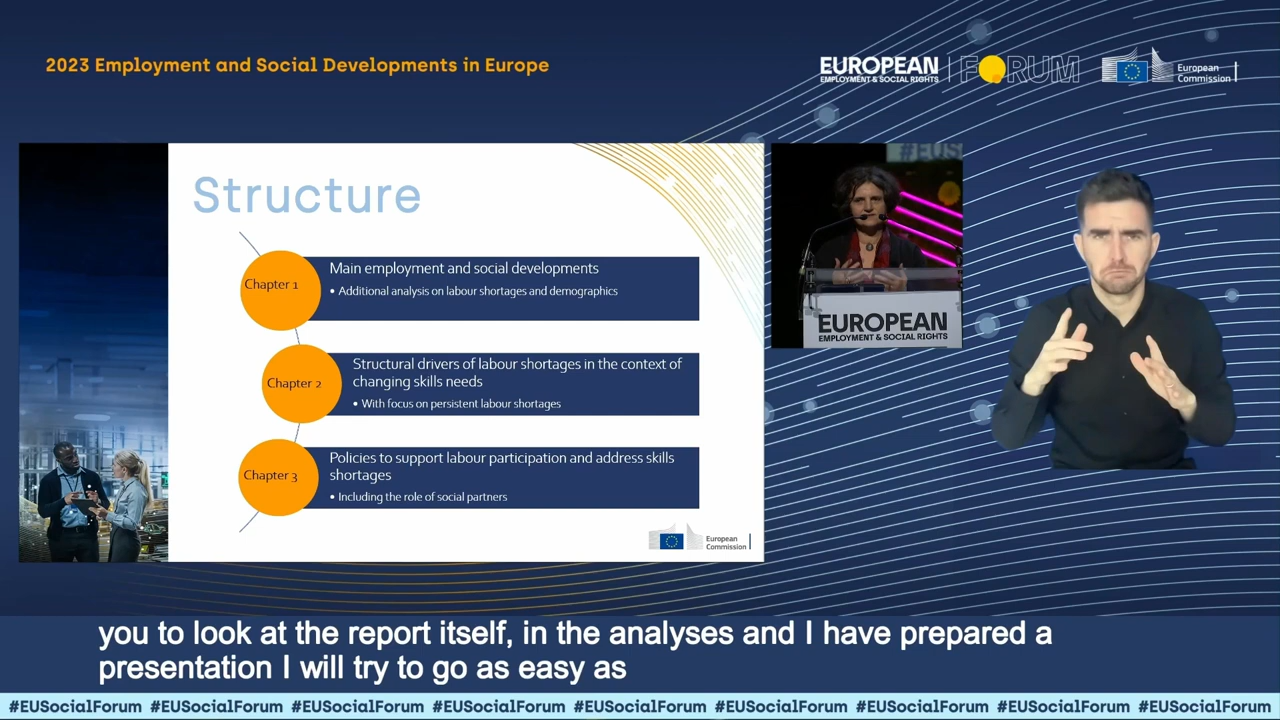 2023 Employment and Social Developments in Europe
EUROPEAN
EMPLOYMENT & SOCIAL RIGHTS
FORUM
European
Commission
#EUS
Structure
Chapter 1
Main employment and social developments
• Additional analysis on labour shortages and demographics
Chapter 2
Structural drivers of labour shortages in the context of
changing skills needs
• With focus on persistent labour shortages
Chapter 3
Policies to support labour participation and address skills
shortages
• Including the role of social partners
European
Commission
EUROPEAN
EMPLOYMENT & SOCIAL RIGHTS
you to look at the report itself, in the analyses and I have prepared a
presentation I will try to go as easy as
#EUSocialForum #EUSocialForum #EUSocialForum #EUSocialForum #EUSocialForum #EUSocialForum #EUSocialForum #EUSocialForum #EUSocialForum